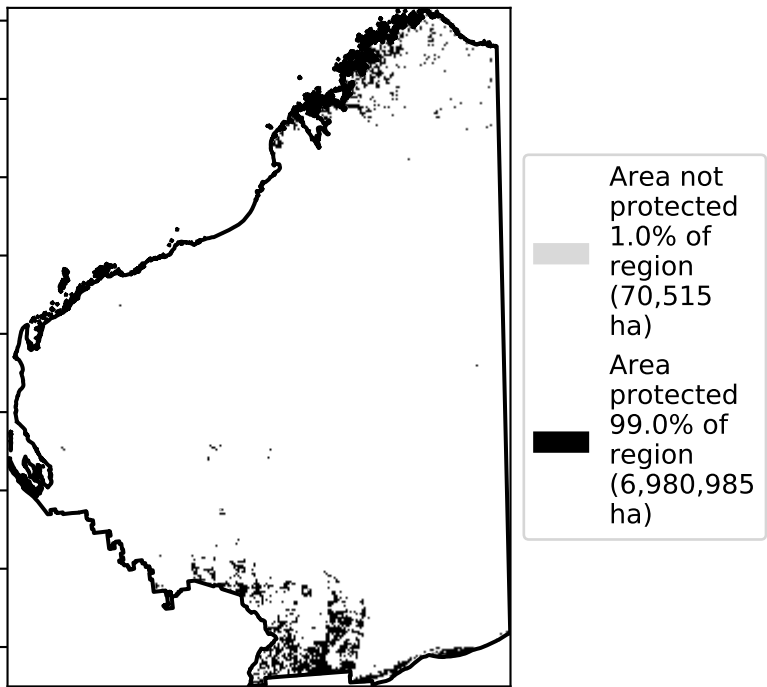 Area not
protected
1.0% of
region
(70,515
ha)
Area
protected
99.0% of
region
(6,980,985
ha)